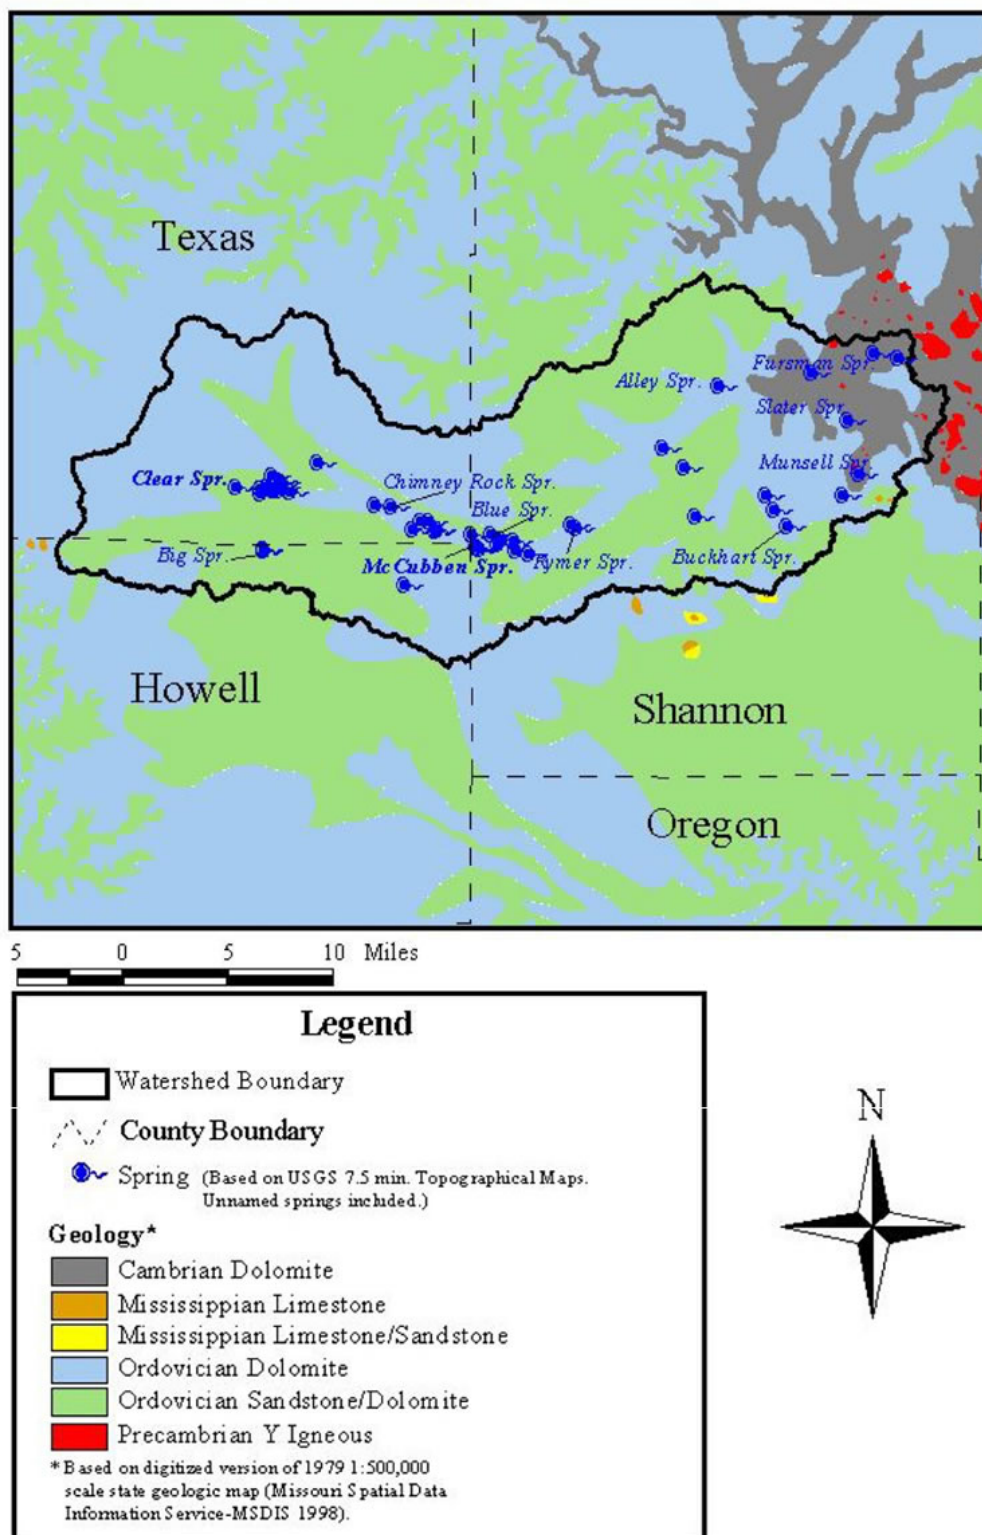 Texas
Fursman Spr.
Alley Spr.
Slater Spr.
Munsell Spr.
Clear Spr.
Chimney Rock Spr.
Blue Spr.
Big Spr.
McCubben Spr.
Rymer Spr.
Buckhart Spr.
Howell
Shannon
Oregon
5 0 5 10 Miles
Legend
Watershed Boundary
County Boundary
Spring (Based on USGS 7.5 min. Topographical Maps.
Unnamed springs included.)
Geology*
Cambrian Dolomite
Mississippian Limestone
Mississippian Limestone/Sandstone
Ordovician Dolomite
Ordovician Sandstone/Dolomite
Precambrian Y Igneous
* Based on digitized version of 1979 1:500,000
scale state geologic map (Missouri Spatial Data
Information Service-MSDIS 1998).
N